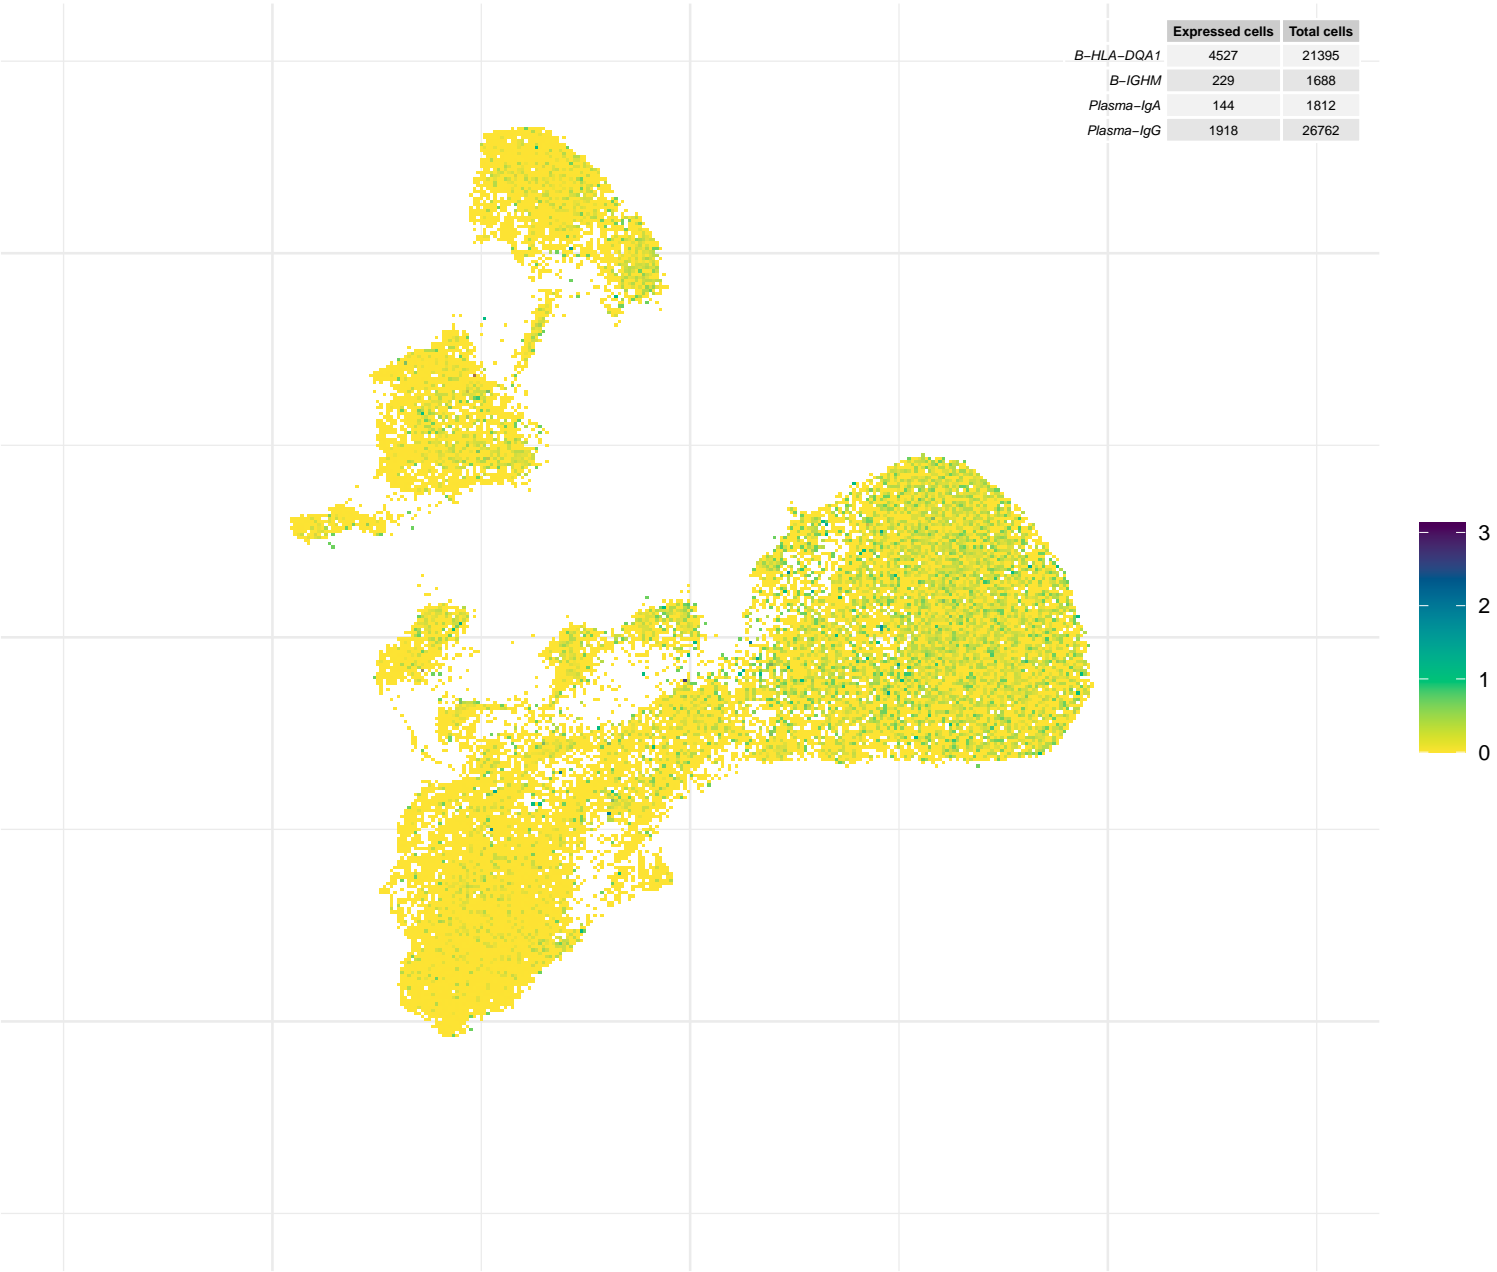 Expressed cells Total cells
B−HLA−DQA1 4527 21395
B−IGHM 229 1688
Plasma−IgA 144 1812
Plasma−IgG 1918 26762
3
2
1
0